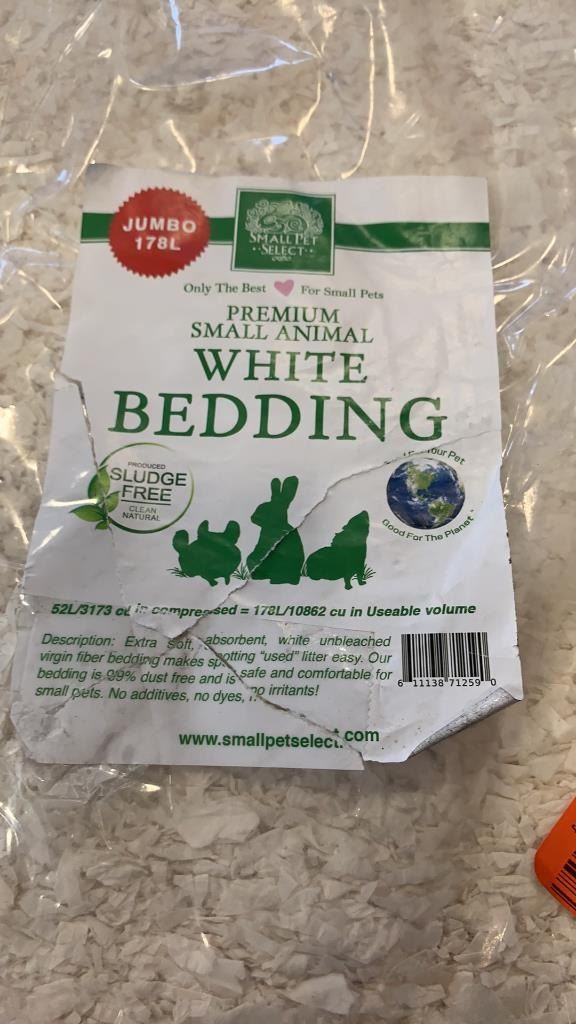 JUMBO
178L
SMALL PET
SELECT
Only The Best For Small Pets
PREMIUM
SMALL ANIMAL
WHITE
BEDDING
PRODUCED
SLUDGE
FREE
CLEAN
NATURAL
Your Pet
Good For The Planet
52L/3173 cu in compressed = 178L/10862 cu in Useable volume
Description: Extra soft, absorbent, white unbleached
virgin fiber bedding makes spotting "used" litter easy. Our
bedding is 99% dust free and is safe and comfortable for
small pets. No additives, no dyes, no irritants!
6 11138 71259 0
www.smallpetselect.com